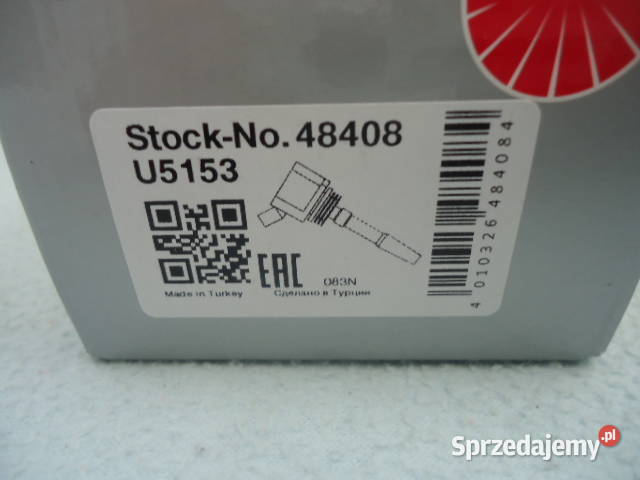 Stock-No. 48408
U5153
EAC
083N
Made in Turkey
Сделано в Турции
4 010326 484084
Sprzedajemy.pl